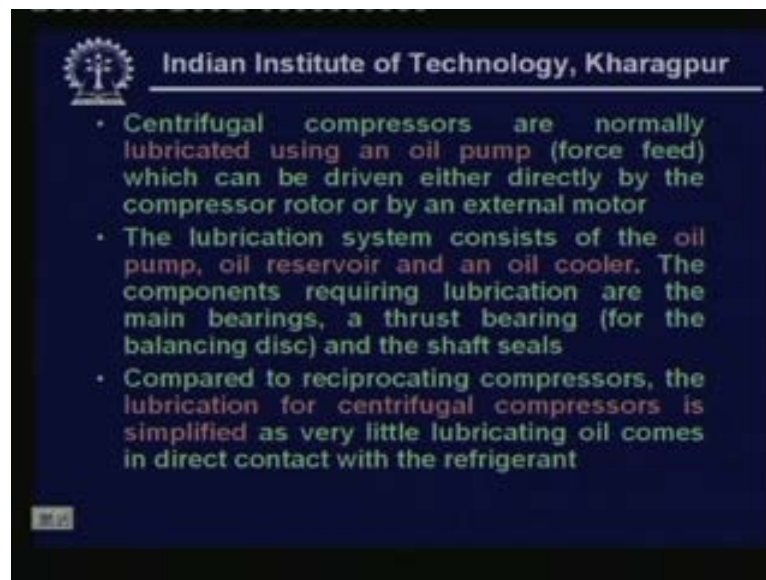 Indian Institute of Technology, Kharagpur
• Centrifugal compressors are normally
lubricated using an oil pump (force feed)
which can be driven either directly by the
compressor rotor or by an external motor
• The lubrication system consists of the oil
pump, oil reservoir and an oil cooler. The
components requiring lubrication are the
main bearings, a thrust bearing (for the
balancing disc) and the shaft seals
• Compared to reciprocating compressors, the
lubrication for centrifugal compressors is
simplified as very little lubricating oil comes
in direct contact with the refrigerant